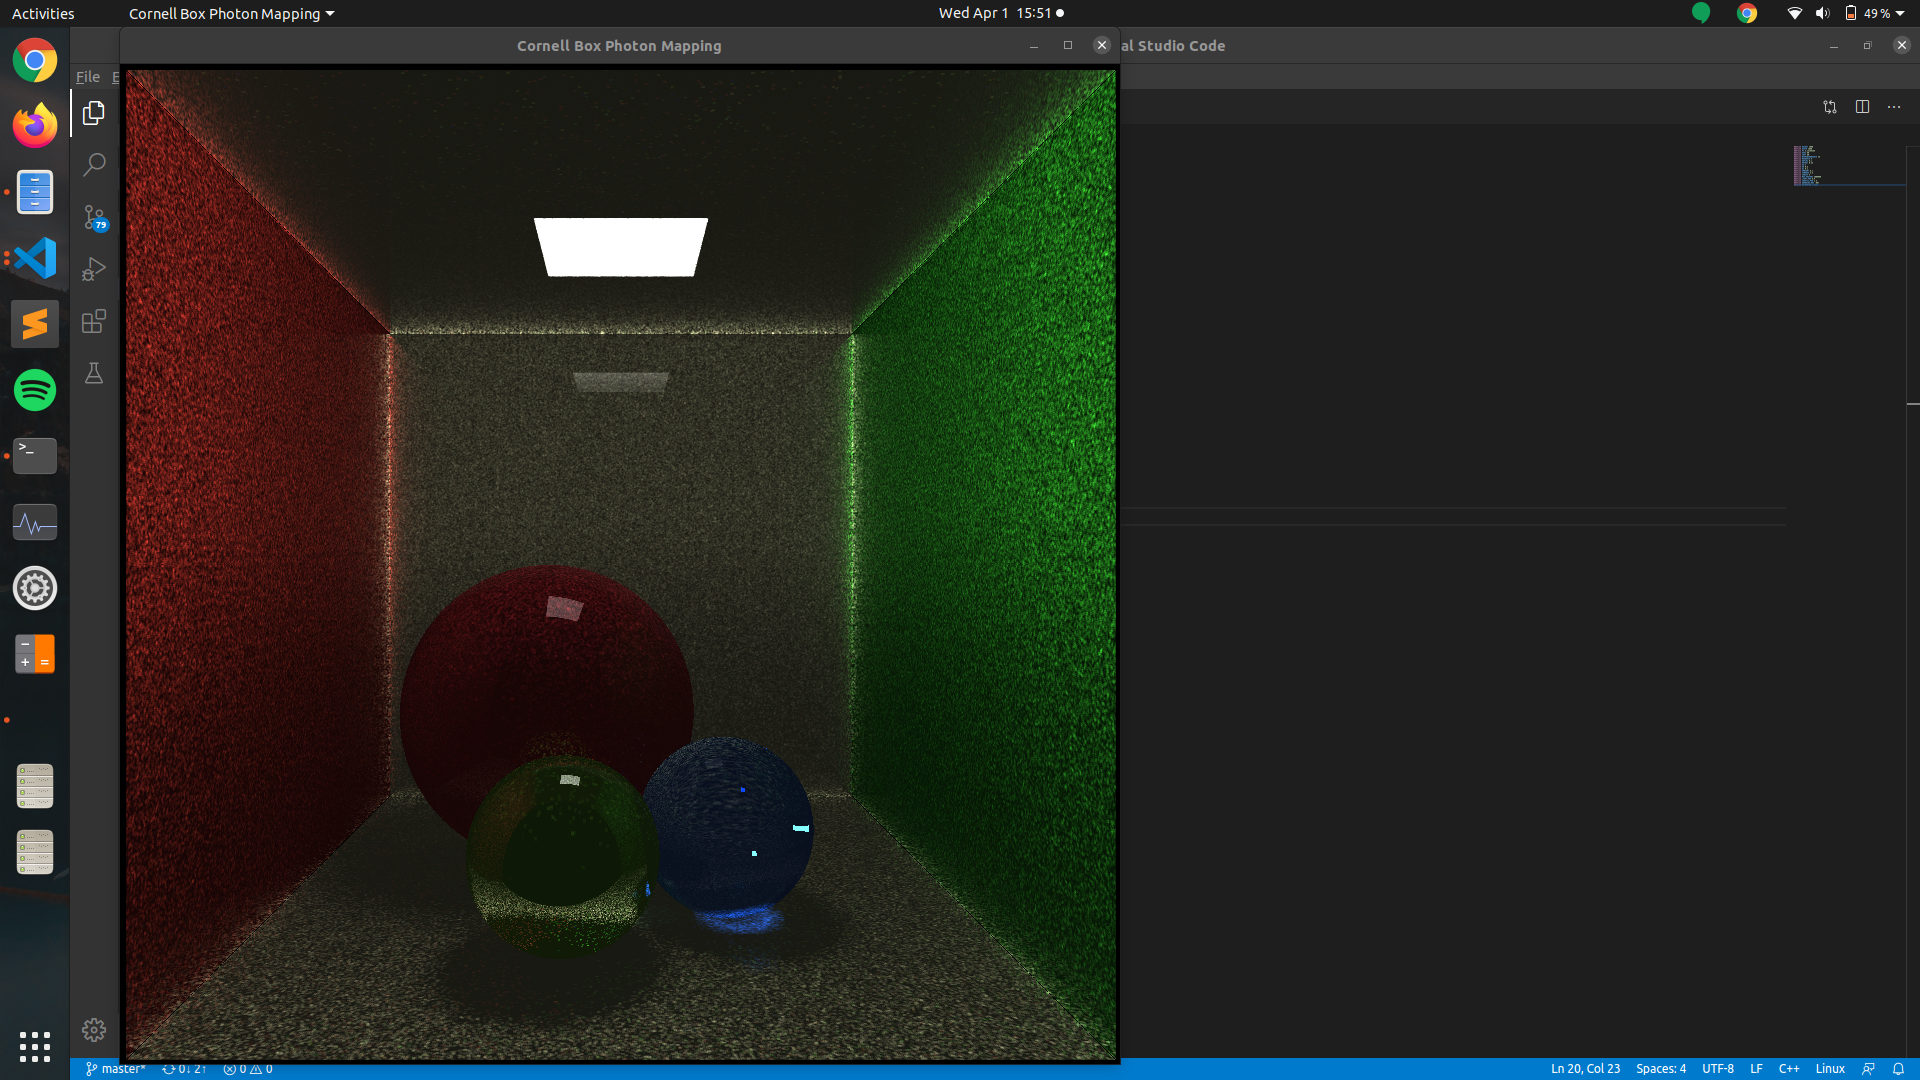 Activities
Cornell Box Photon Mapping
Wed Apr 1 15:51
49 %
Cornell Box Photon Mapping
al Studio Code
File E
79
master*
0↓ 2↑
0 0
Ln 20, Col 23
Spaces: 4
UTF-8
LF
C++
Linux